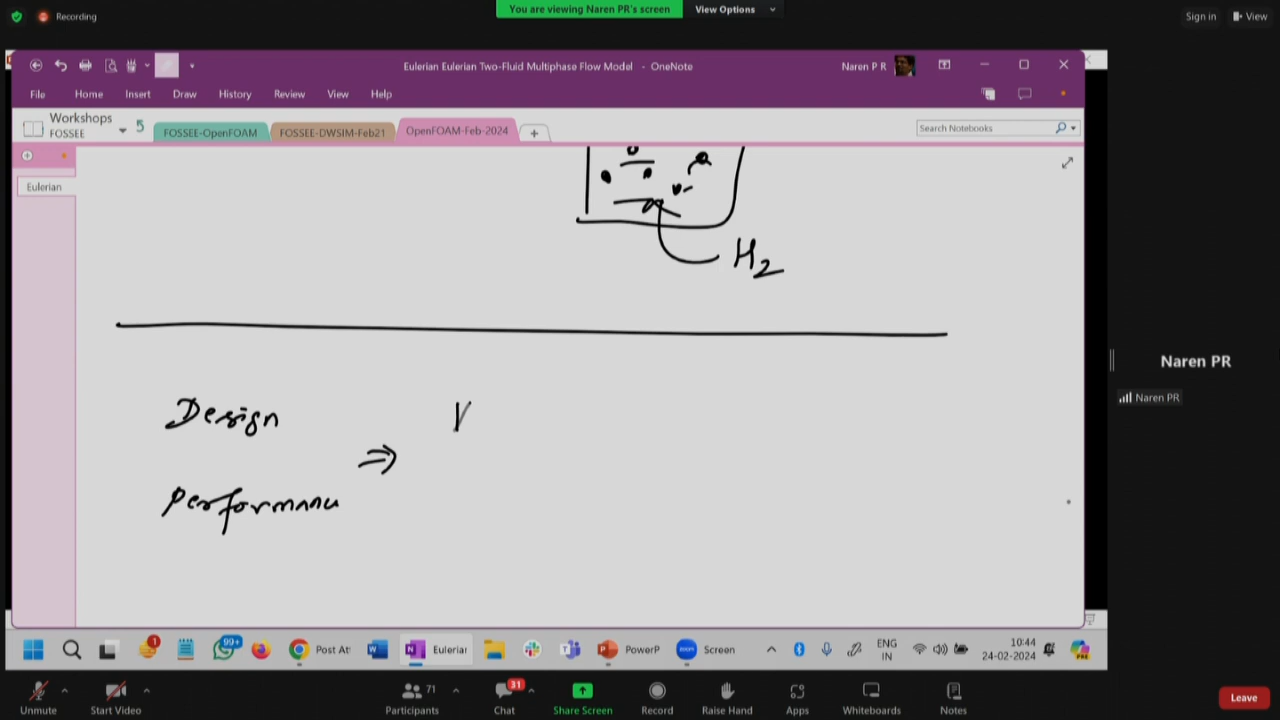 Recording
You are viewing Naren PR's screen
View Options
Sign in
View
Eulerian Eulerian Two-Fluid Multiphase Flow Model - OneNote
Naren P R
File
Home
Insert
Draw
History
Review
View
Help
Workshops
FOSSEE
5
FOSSEE-OpenFOAM
FOSSEE-DWSIM-Feb21
OpenFOAM-Feb-2024
Search Notebooks
Eulerian
H2
Design
Performance
Naren PR
Naren PR
1
99+
Post At
Eulerian
PowerP
Screen
ENG
IN
10:44
24-02-2024
Unmute
Start Video
71
Participants
31
Chat
Share Screen
Record
Raise Hand
Apps
Whiteboards
Notes
Leave